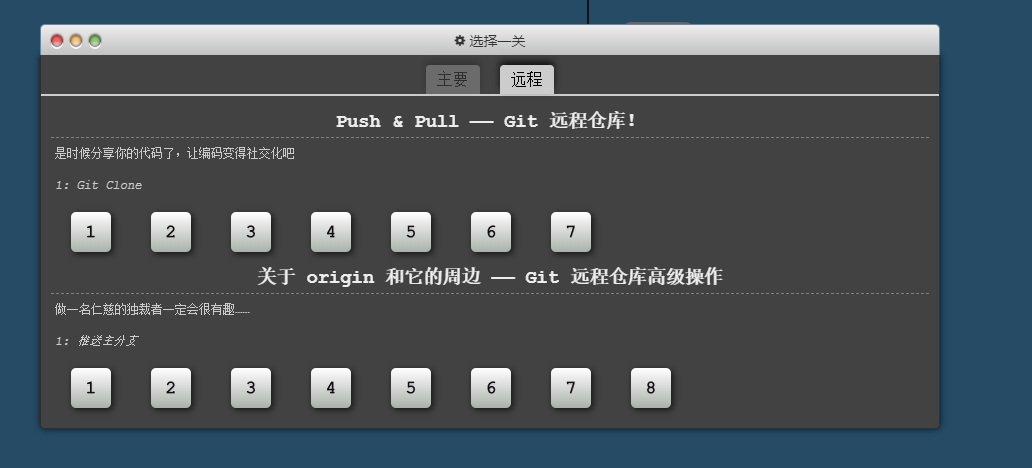 选择一关
主要 远程
Push & Pull —— Git 远程仓库!
是时候分享你的代码了，让编码变得社交化吧
1: Git Clone
1 2 3 4 5 6 7
关于 origin 和它的周边 —— Git 远程仓库高级操作
做一名仁慈的独裁者一定会很有趣……
1: 推送主分支
1 2 3 4 5 6 7 8